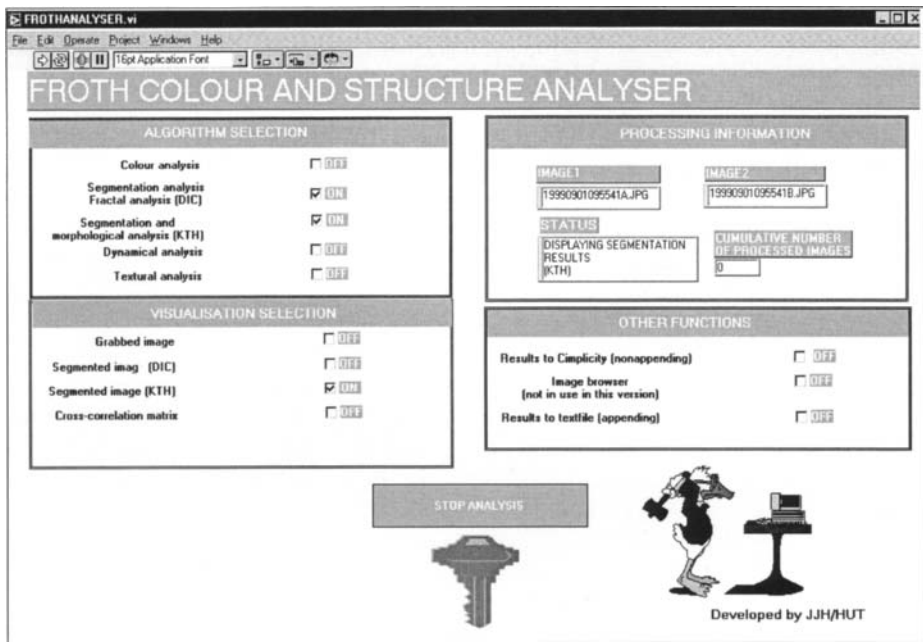 FROTHANALYSER.vi
File Edit Operate Project Windows Help
16pt Application Font
FROTH COLOUR AND STRUCTURE ANALYSER
ALGORITHM SELECTION
Colour analysis OFF
Segmentation analysis
Fractal analysis (DIC) ON
Segmentation and
morphological analysis (KTH) ON
Dynamical analysis OFF
Textural analysis OFF
VISUALISATION SELECTION
Grabbed image OFF
Segmented imag (DIC) OFF
Segmented image (KTH) ON
Cross-correlation matrix OFF
PROCESSING INFORMATION
IMAGE1 IMAGE2
19990901095541A.JPG 19990901095541B.JPG
STATUS
DISPLAYING SEGMENTATION
RESULTS
(KTH)
CUMULATIVE NUMBER
OF PROCESSED IMAGES
0
OTHER FUNCTIONS
Results to Cimplicity (nonappending) OFF
Image browser
(not in use in this version) OFF
Results to textfile (appending) OFF
STOP ANALYSIS
Developed by JJH/HUT